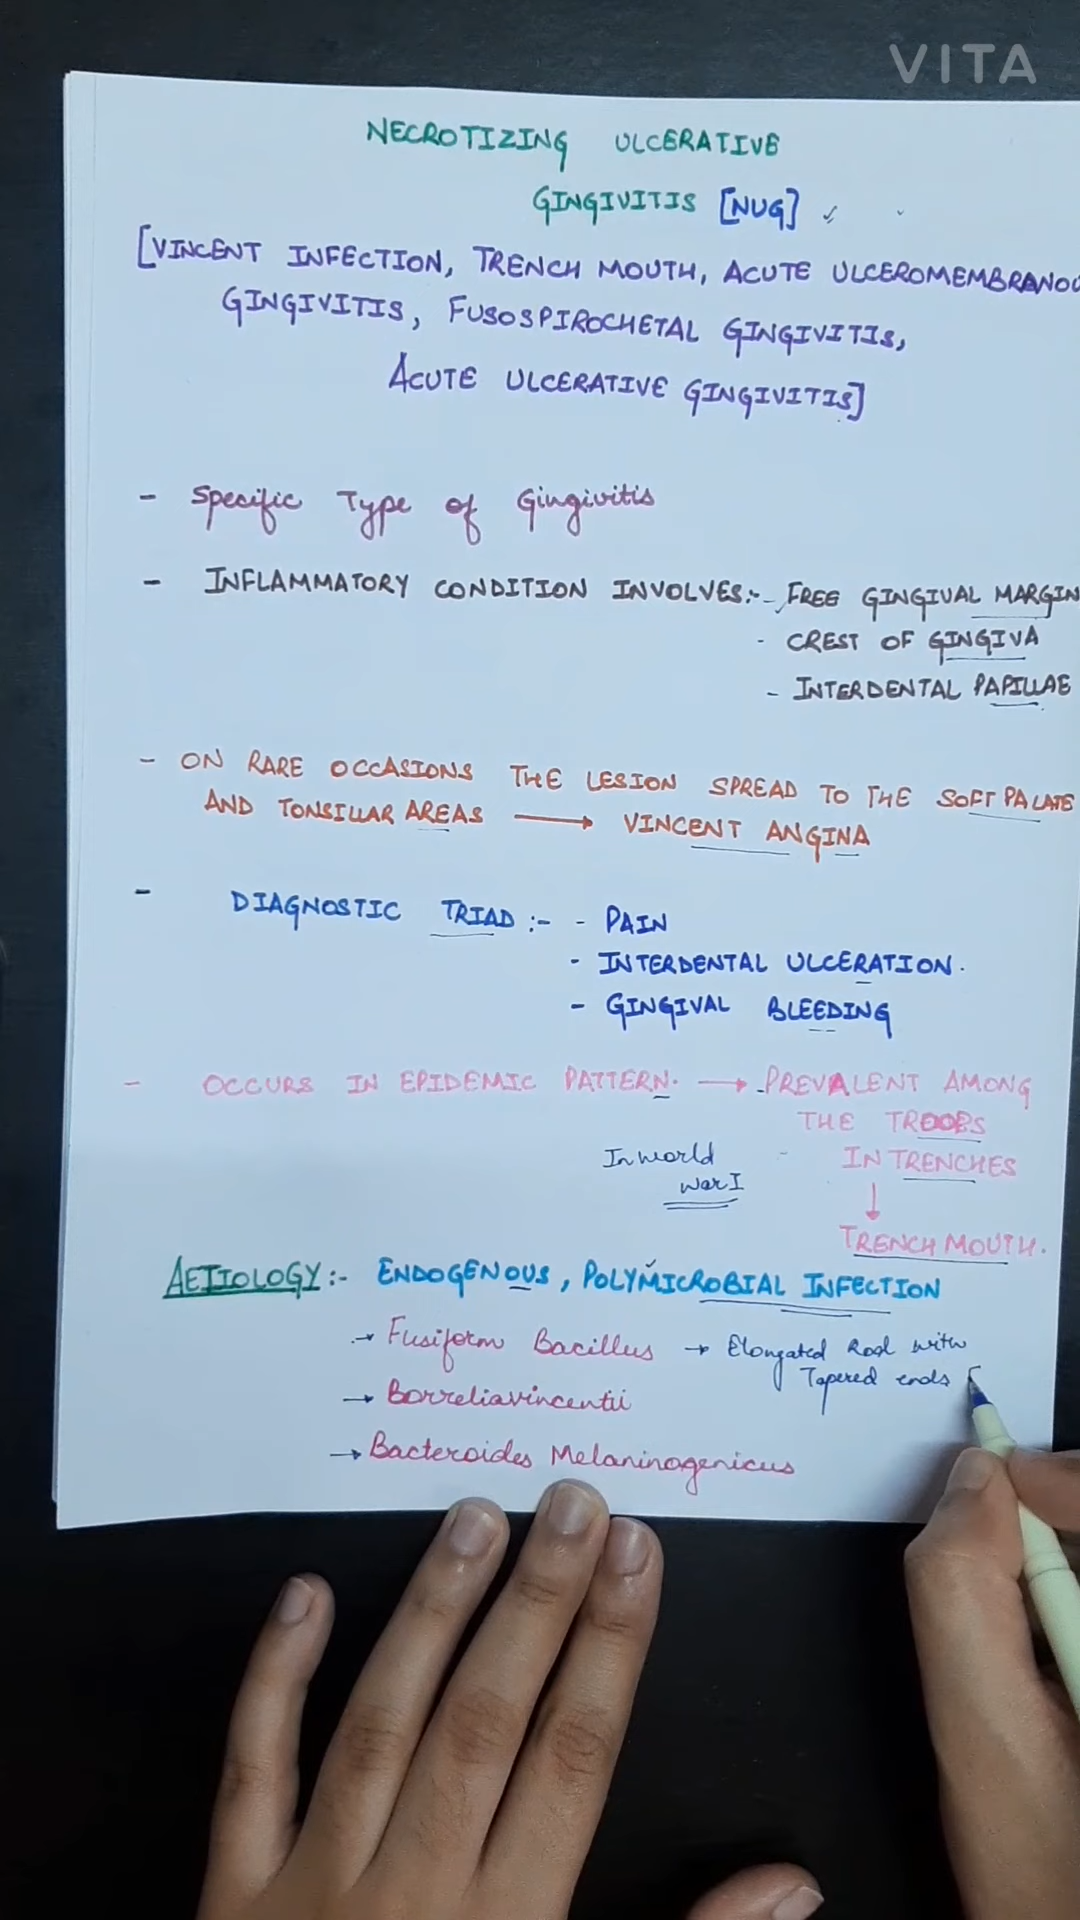 VITA
NECROTIZING ULCERATIVE
GINGIVITIS [NUG]
[VINCENT INFECTION, TRENCH MOUTH, ACUTE ULCEROMEMBRANOU
GINGIVITIS, FUSOSPIROCHETAL GINGIVITIS,
ACUTE ULCERATIVE GINGIVITIS]
- Specific Type of Gingivitis
- INFLAMMATORY CONDITION INVOLVES:- - FREE GINGIVAL MARGIN
- CREST OF GINGIVA
- INTERDENTAL PAPILLAE
- ON RARE OCCASIONS THE LESION SPREAD TO THE SOFT PALATE
AND TONSILLAR AREAS → VINCENT ANGINA
- DIAGNOSTIC TRIAD :- - PAIN
- INTERDENTAL ULCERATION.
- GINGIVAL BLEEDING
- OCCURS IN EPIDEMIC PATTERN. → PREVALENT AMONG
THE TROOPS
In world
War I
IN TRENCHES
↓
TRENCH MOUTH.
AETIOLOGY:- ENDOGENOUS, POLYMICROBIAL INFECTION
→ Fusiform Bacillus → Elongated Rod with
Tapered ends [
→ Borreliavincentii
→ Bacteroides Melaninogenicus